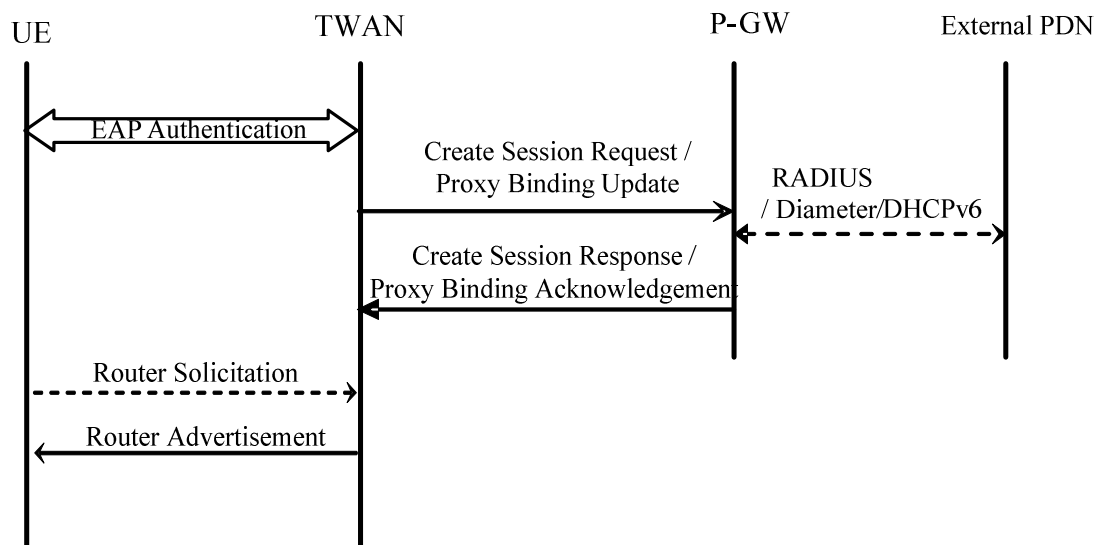 UE
TWAN
P-GW
External PDN
EAP Authentication
Create Session Request /
Proxy Binding Update
RADIUS
/ Diameter/DHCPv6
Create Session Response /
Proxy Binding Acknowledgement
Router Solicitation
Router Advertisement